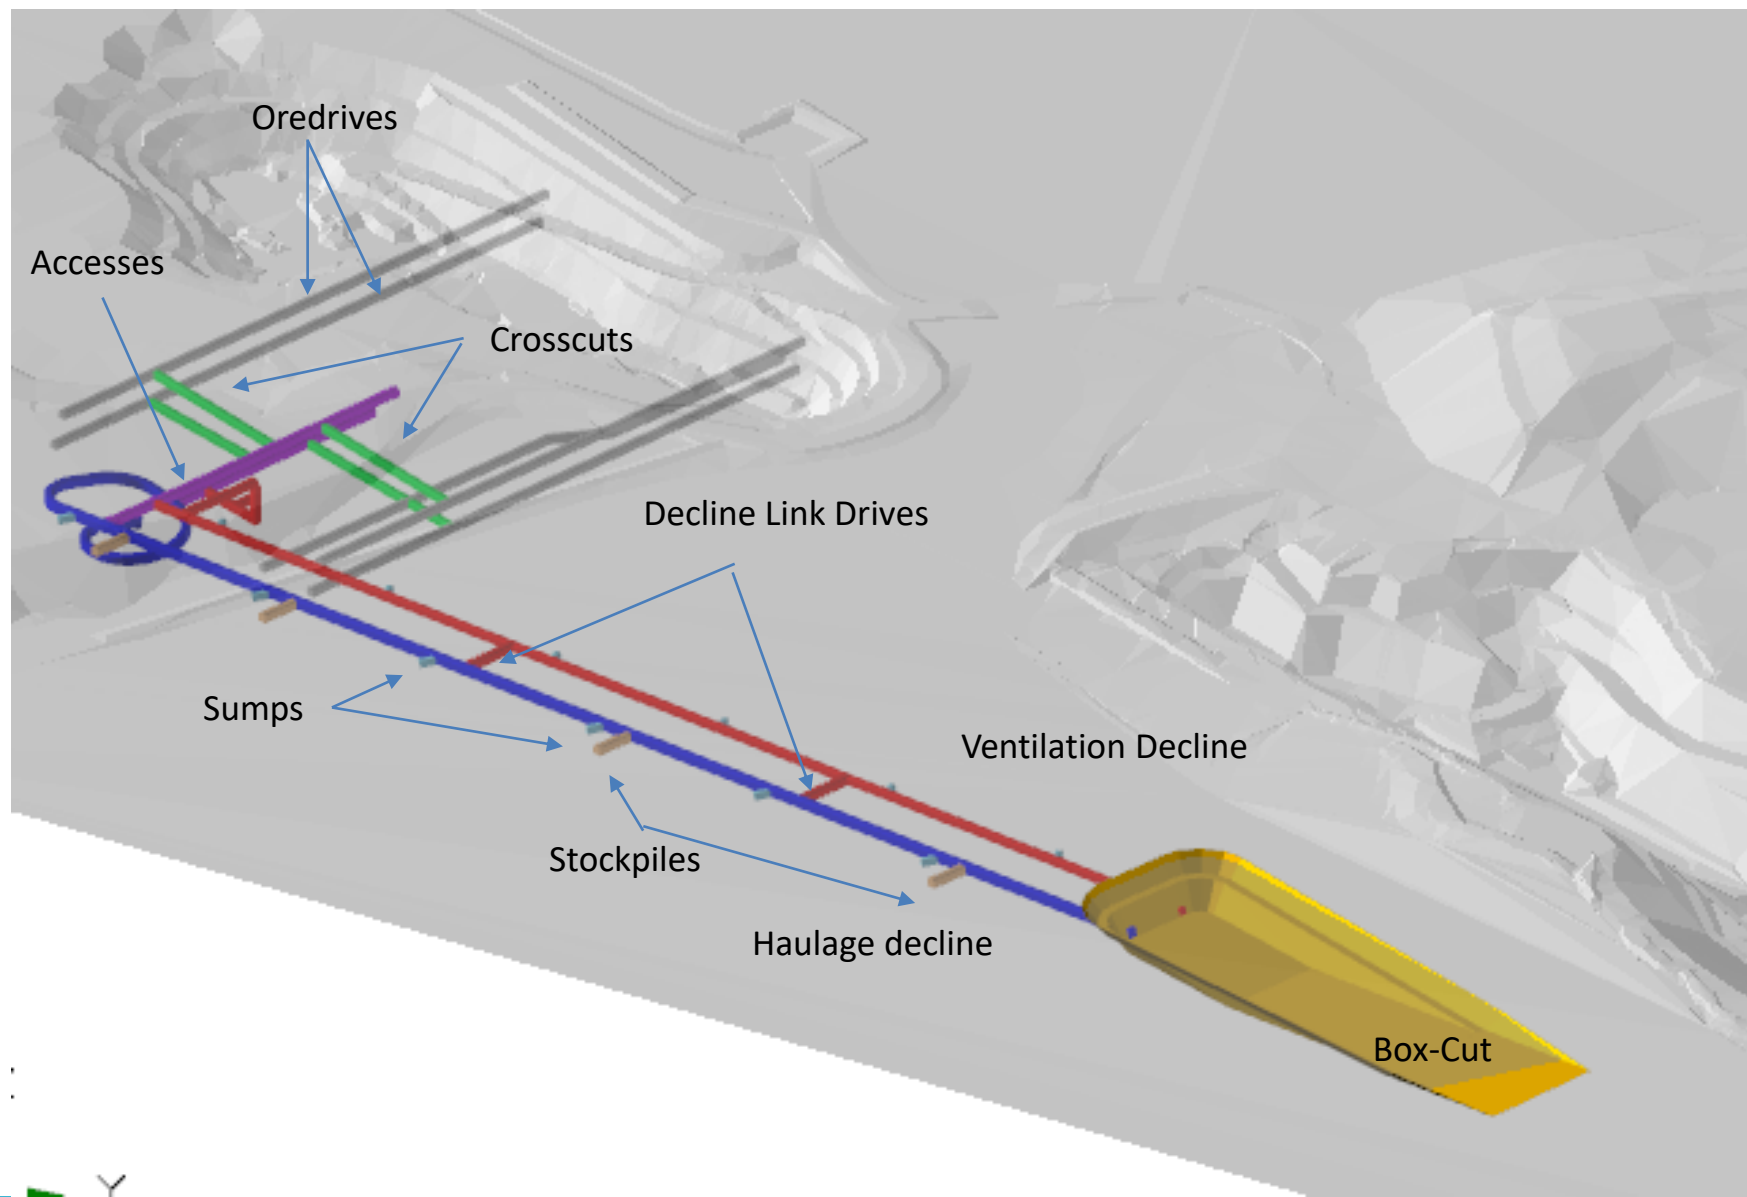 Oredrives
Accesses
Crosscuts
Decline Link Drives
Sumps
Ventilation Decline
Stockpiles
Haulage decline
Box-Cut
Y